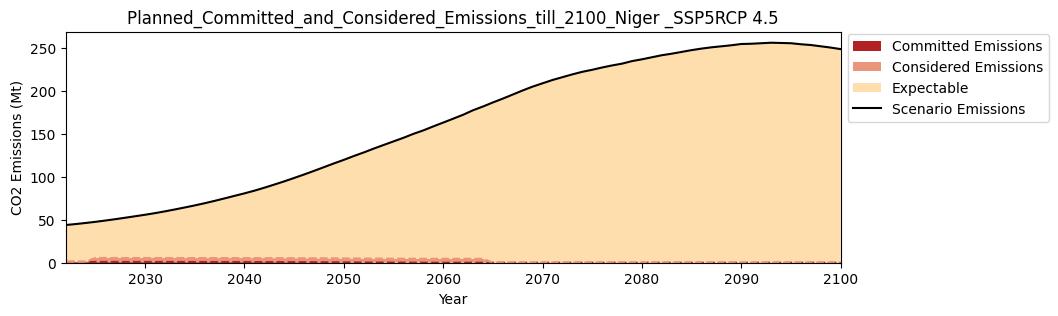 Planned_Committed_and_Considered_Emissions_till_2100_Niger _SSP5RCP 4.5
CO2 Emissions (Mt)
250
200
150
100
50
0
2030 2040 2050 2060 2070 2080 2090 2100
Year
Committed Emissions
Considered Emissions
Expectable
Scenario Emissions